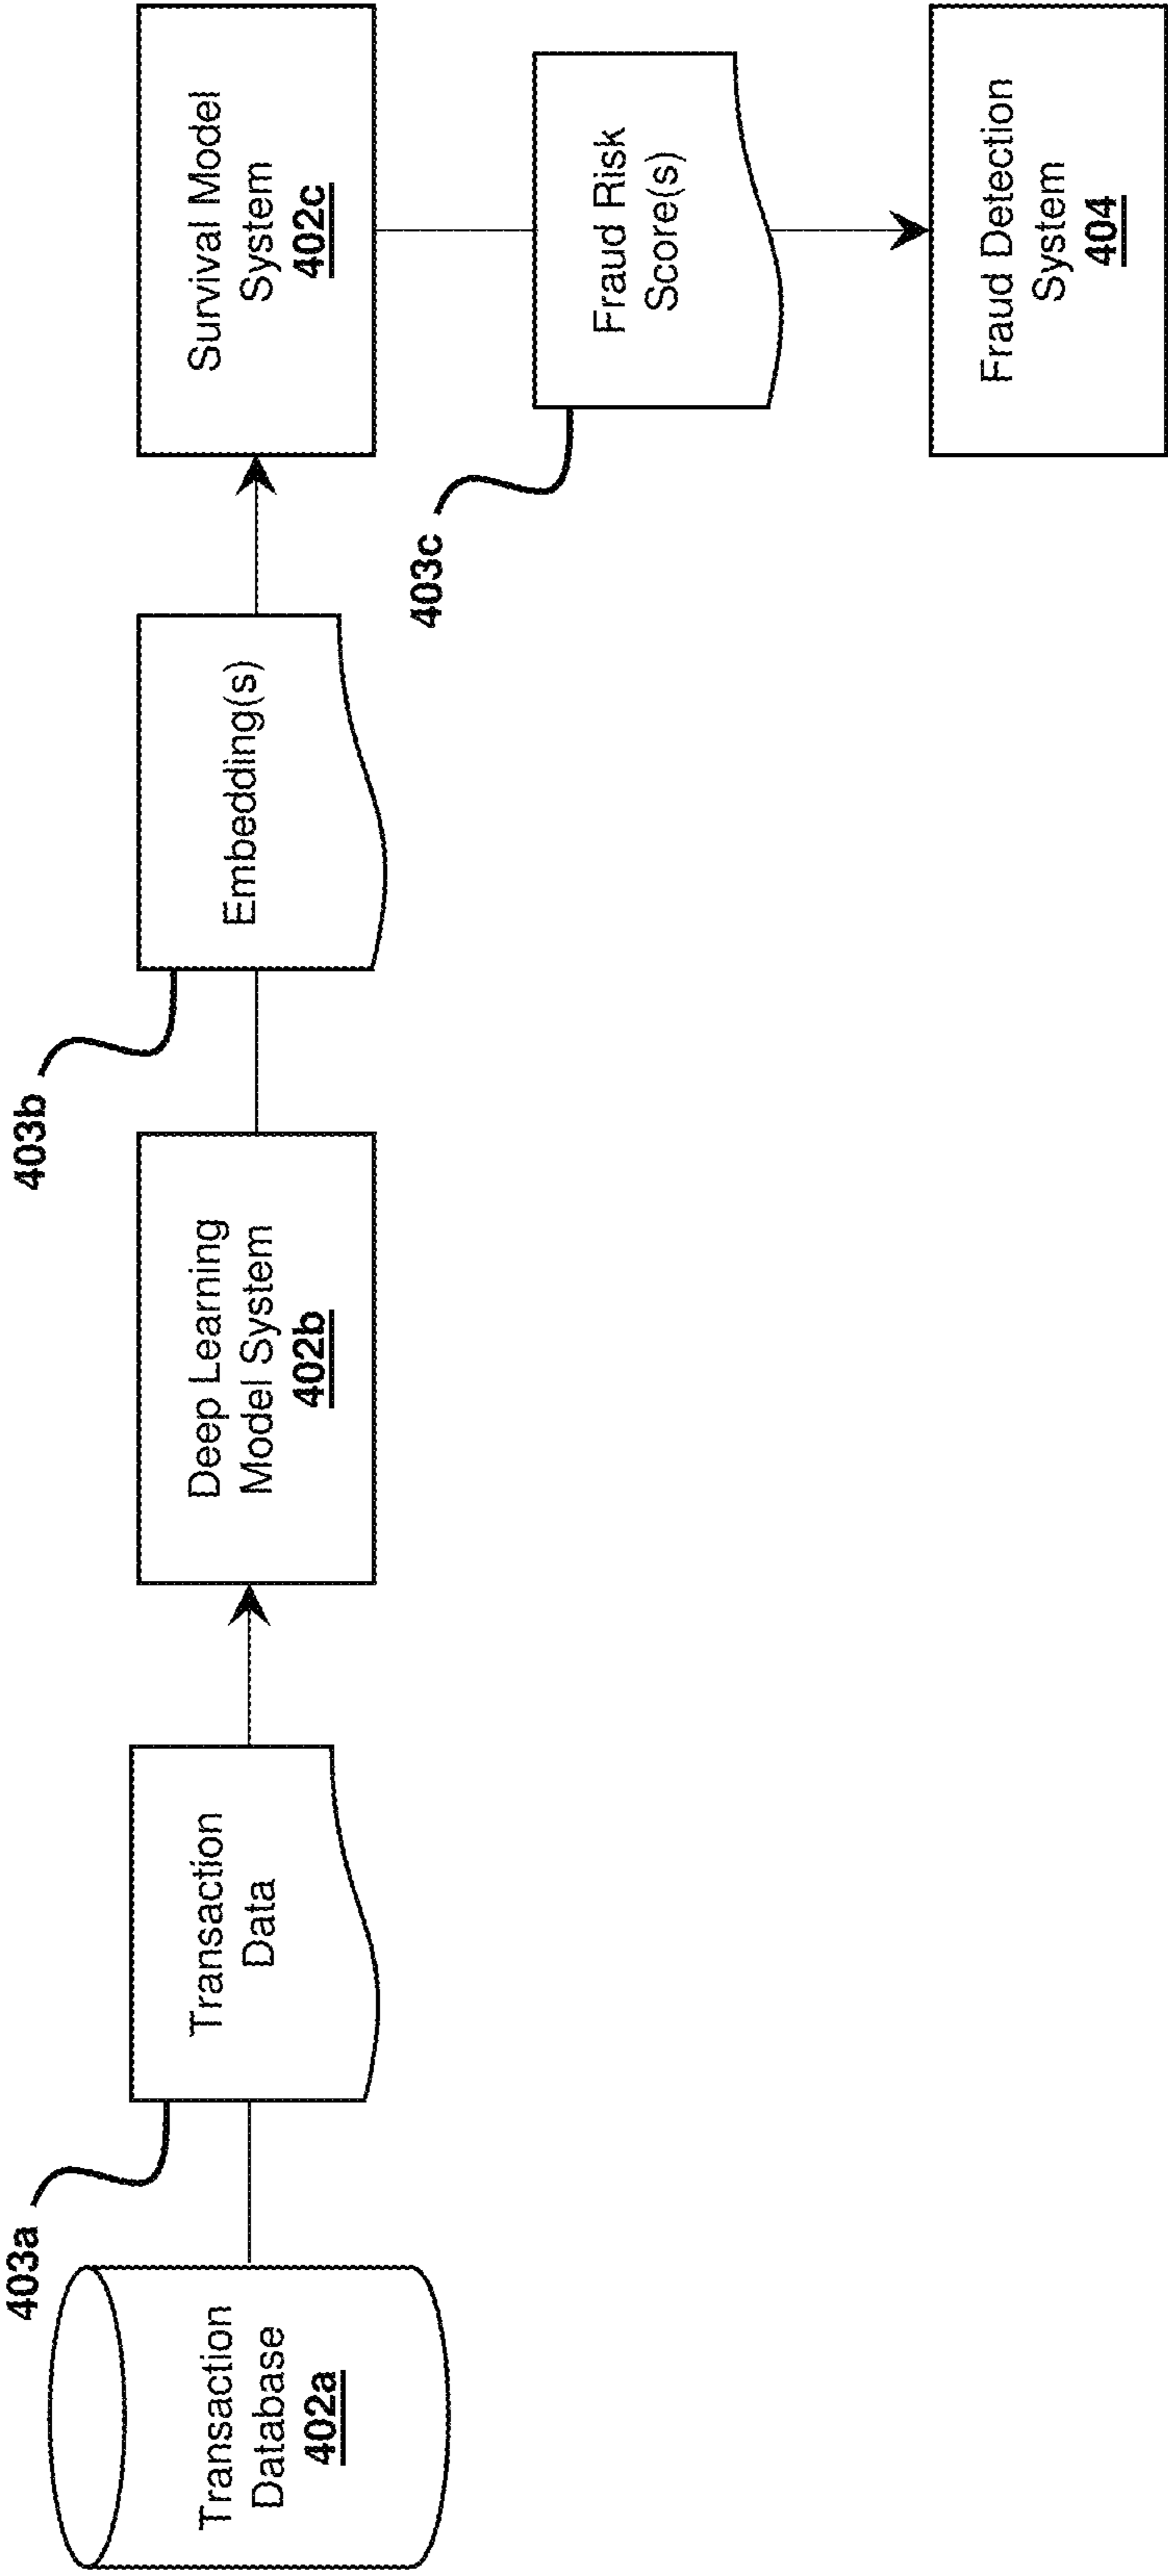 403a
Transaction
Database
402a
Transaction
Data
403b
Deep Learning
Model System
402b
Embedding(s)
Survival Model
System
402c
403c
Fraud Risk
Score(s)
Fraud Detection
System
404